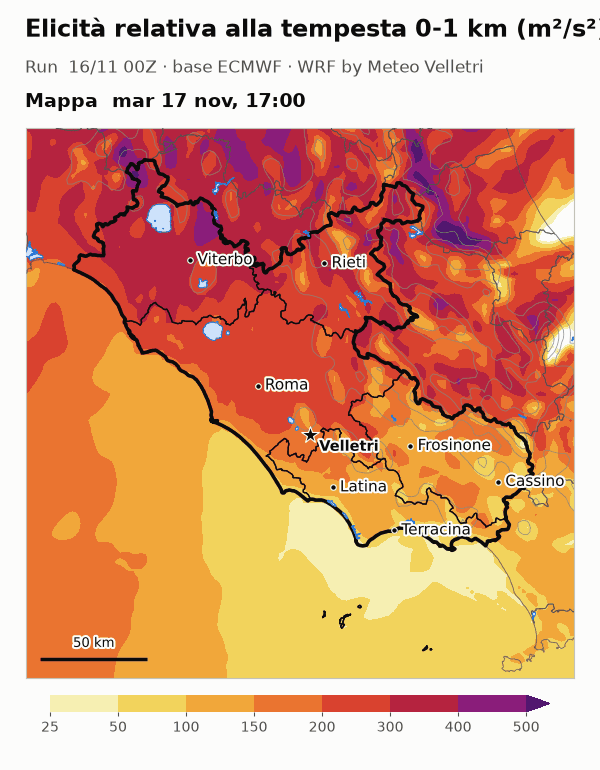 Elicità relativa alla tempesta 0-1 km (m²/s²)
Run 16/11 00Z · base ECMWF · WRF by Meteo Velletri
Mappa mar 17 nov, 17:00
Viterbo
Rieti
Roma
Velletri
Frosinone
Cassino
Latina
Terracina
50 km
25 50 100 150 200 300 400 500